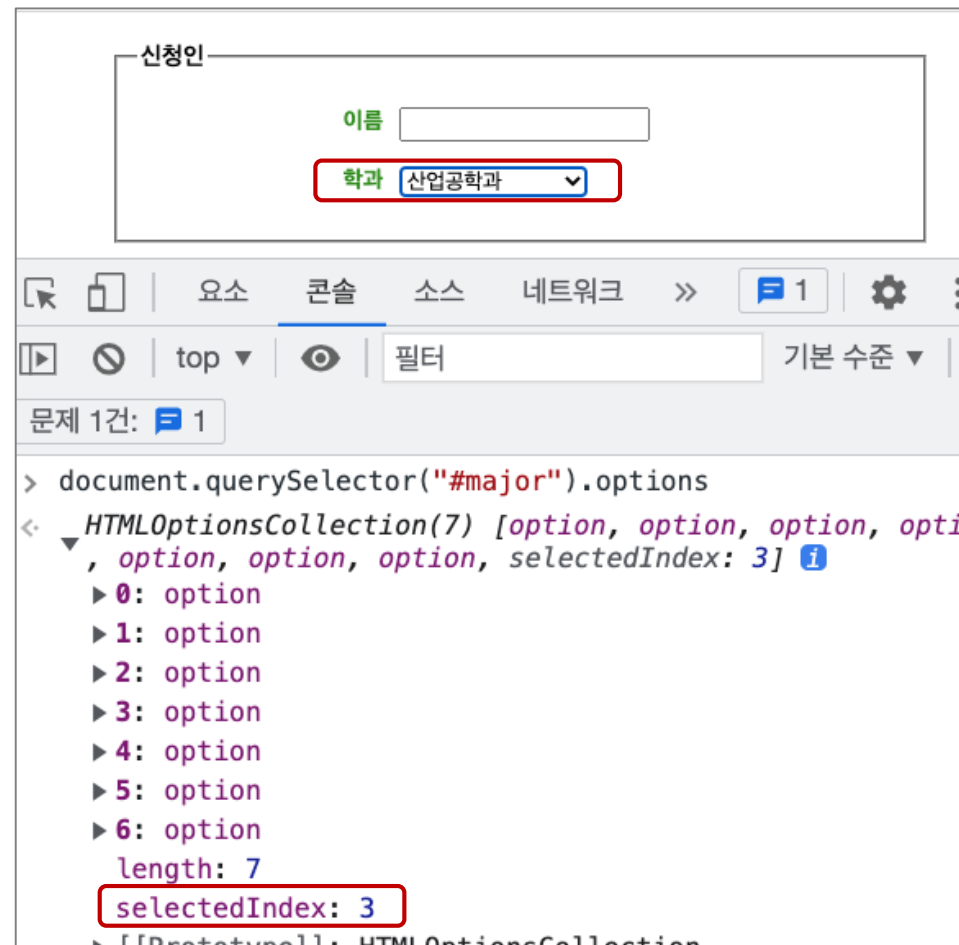 신청인
이름
학과 산업공학과
요소 콘솔 소스 네트워크 » 1
top ▼ 필터 기본 수준 ▼
문제 1건: 1
> document.querySelector("#major").options
HTMLOptionsCollection(7) [option, option, option, opti
, option, option, option, selectedIndex: 3] i
▶ 0: option
▶ 1: option
▶ 2: option
▶ 3: option
▶ 4: option
▶ 5: option
▶ 6: option
length: 7
selectedIndex: 3
▶ [[Prototype]]: HTMLOptionsCollection